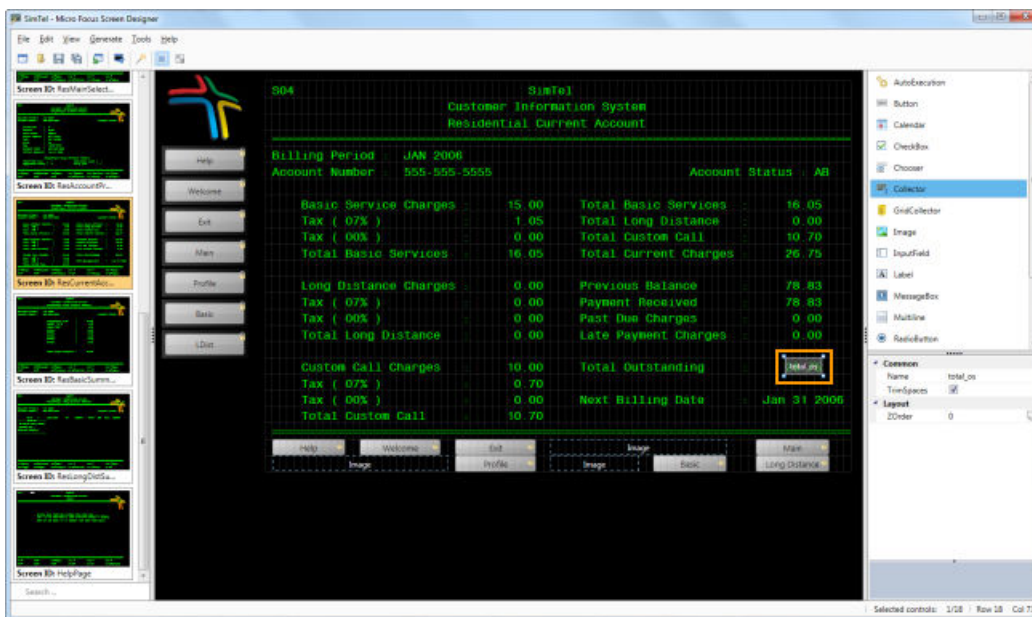 SimTel - Micro Focus Screen Designer
File Edit View Generate Tools Help
Screen ID: ResMainSelect...
Screen ID: ResAccountPr...
Screen ID: ResCurrentAcc...
Screen ID: ResBasicSumm...
Screen ID: ResLongDistSu...
Screen ID: HelpPage
Search ...
Help
Welcome
Exit
Main
Profile
Basic
LDist
S04 SimTel
Customer Information System
Residential Current Account
Billing Period : JAN 2006
Account Number : 555-555-5555 Account Status : AB
Basic Service Charges : 15.00 Total Basic Services : 16.05
Tax ( 07% ) : 1.05 Total Long Distance : 0.00
Tax ( 00% ) : 0.00 Total Custom Call : 10.70
Total Basic Services : 16.05 Total Current Charges : 26.75
Long Distance Charges : 0.00 Previous Balance : 78.83
Tax ( 07% ) : 0.00 Payment Received : 78.83
Tax ( 00% ) : 0.00 Past Due Charges : 0.00
Total Long Distance : 0.00 Late Payment Charges : 0.00
Custom Call Charges : 10.00 Total Outstanding : total_os
Tax ( 07% ) : 0.70
Tax ( 00% ) : 0.00 Next Billing Date : Jan 31 2006
Total Custom Call : 10.70
Help Welcome Exit Image Main
Image Profile Image Basic Long Distance
AutoExecution
Button
Calendar
CheckBox
Chooser
Collector
GridCollector
Image
InputField
Label
MessageBox
Multiline
RadioButton
Common
Name total_os
TrimSpaces
Layout
ZOrder 0
Selected controls: 1/18 Row 18 Col 7